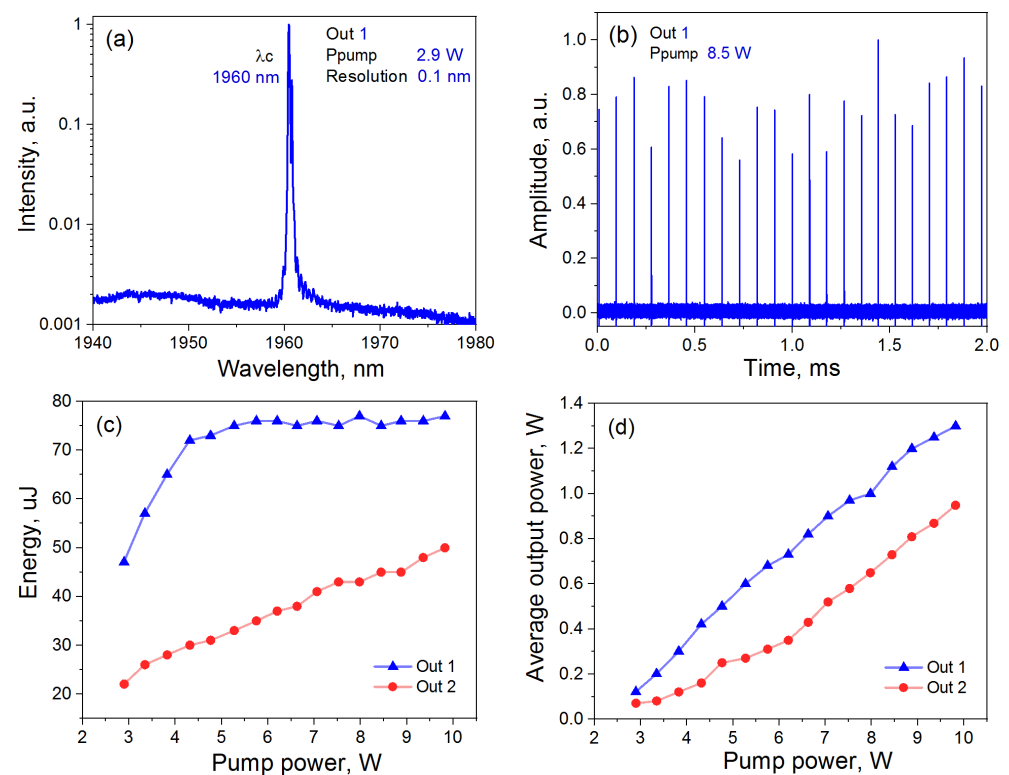 (a)
Out 1
λc
Ppump 2.9 W
1960 nm
Resolution 0.1 nm
Intensity, a.u.
1
0.1
0.01
0.001
1940 1950 1960 1970 1980
Wavelength, nm
(b)
Out 1
Ppump 8.5 W
Amplitude, a.u.
1.0
0.8
0.6
0.4
0.2
0.0
0.0 0.5 1.0 1.5 2.0
Time, ms
(c)
Energy, uJ
80
70
60
50
40
30
20
Out 1
Out 2
2 3 4 5 6 7 8 9 10
Pump power, W
(d)
Average output power, W
1.4
1.2
1.0
0.8
0.6
0.4
0.2
0.0
Out 1
Out 2
2 3 4 5 6 7 8 9 10
Pump power, W